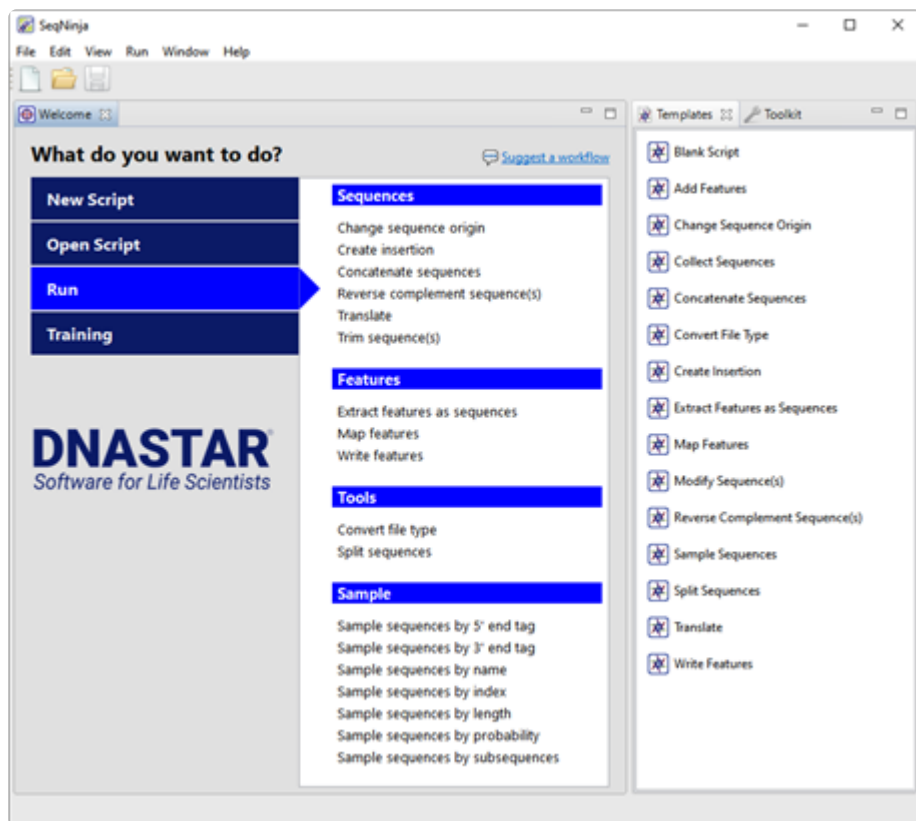 SeqNinja
File Edit View Run Window Help
Welcome
Templates Toolkit
What do you want to do?
Suggest a workflow
New Script
Open Script
Run
Training
DNASTAR®
Software for Life Scientists
Sequences
Change sequence origin
Create insertion
Concatenate sequences
Reverse complement sequence(s)
Translate
Trim sequence(s)
Features
Extract features as sequences
Map features
Write features
Tools
Convert file type
Split sequences
Sample
Sample sequences by 5' end tag
Sample sequences by 3' end tag
Sample sequences by name
Sample sequences by index
Sample sequences by length
Sample sequences by probability
Sample sequences by subsequences
Blank Script
Add Features
Change Sequence Origin
Collect Sequences
Concatenate Sequences
Convert File Type
Create Insertion
Extract Features as Sequences
Map Features
Modify Sequence(s)
Reverse Complement Sequence(s)
Sample Sequences
Split Sequences
Translate
Write Features